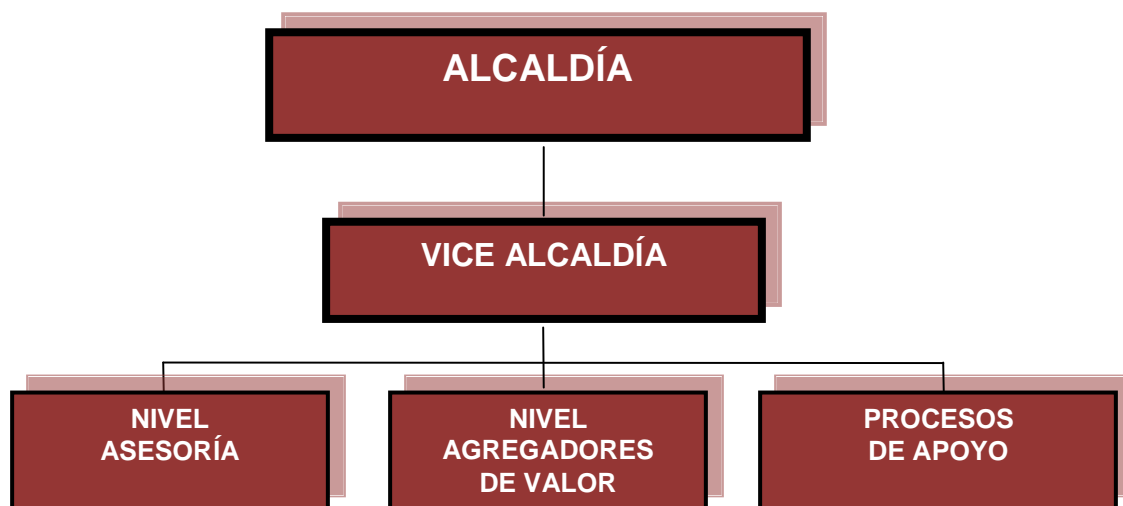 ALCALDÍA
VICE ALCALDÍA
NIVEL
ASESORÍA
NIVEL
AGREGADORES
DE VALOR
PROCESOS
DE APOYO